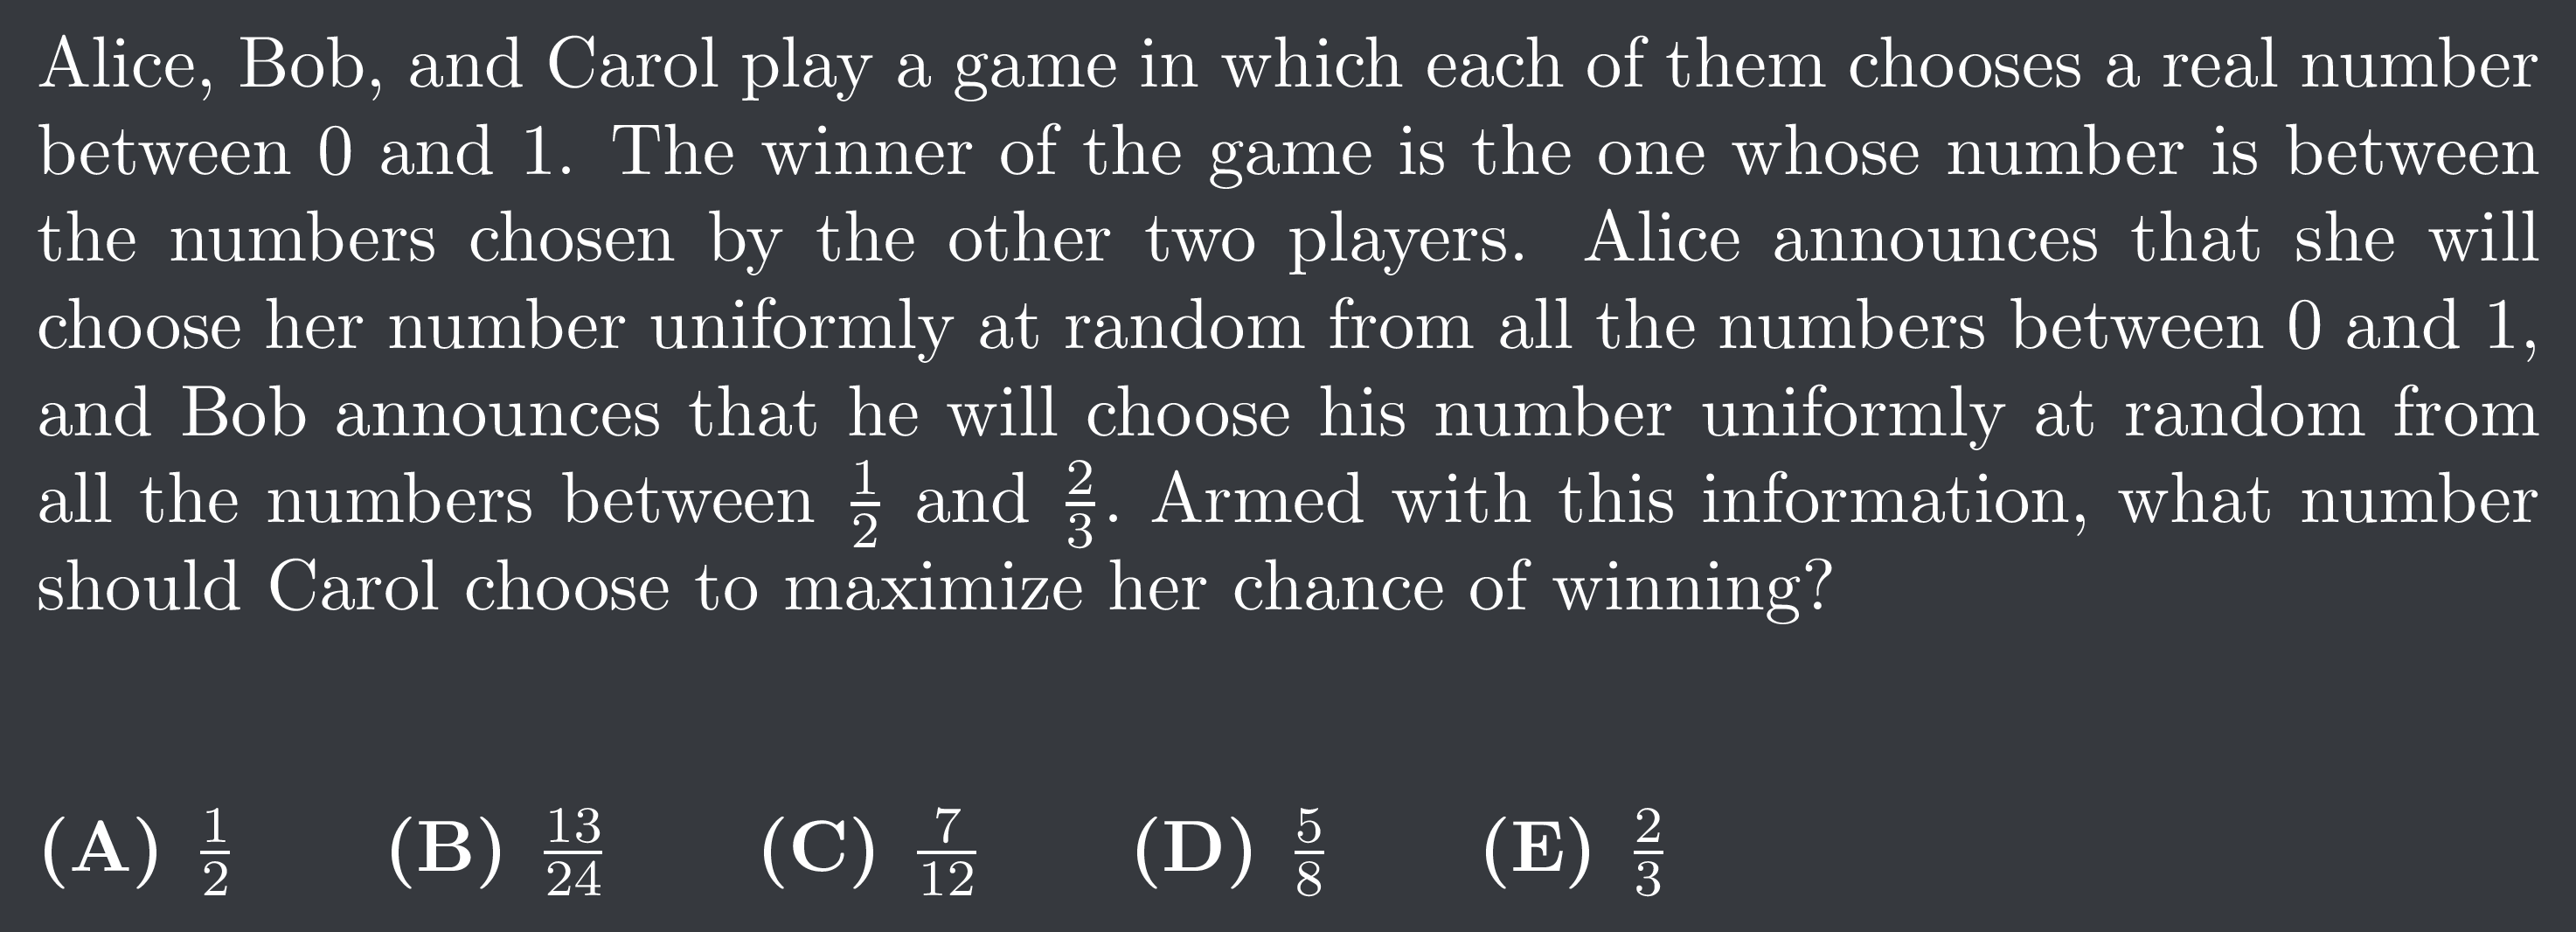 Alice, Bob, and Carol play a game in which each of them chooses a real number
between 0 and 1. The winner of the game is the one whose number is between
the numbers chosen by the other two players. Alice announces that she will
choose her number uniformly at random from all the numbers between 0 and 1,
and Bob announces that he will choose his number uniformly at random from
all the numbers between 1/2 and 2/3. Armed with this information, what number
should Carol choose to maximize her chance of winning?
(A) 1/2 (B) 13/24 (C) 7/12 (D) 5/8 (E) 2/3